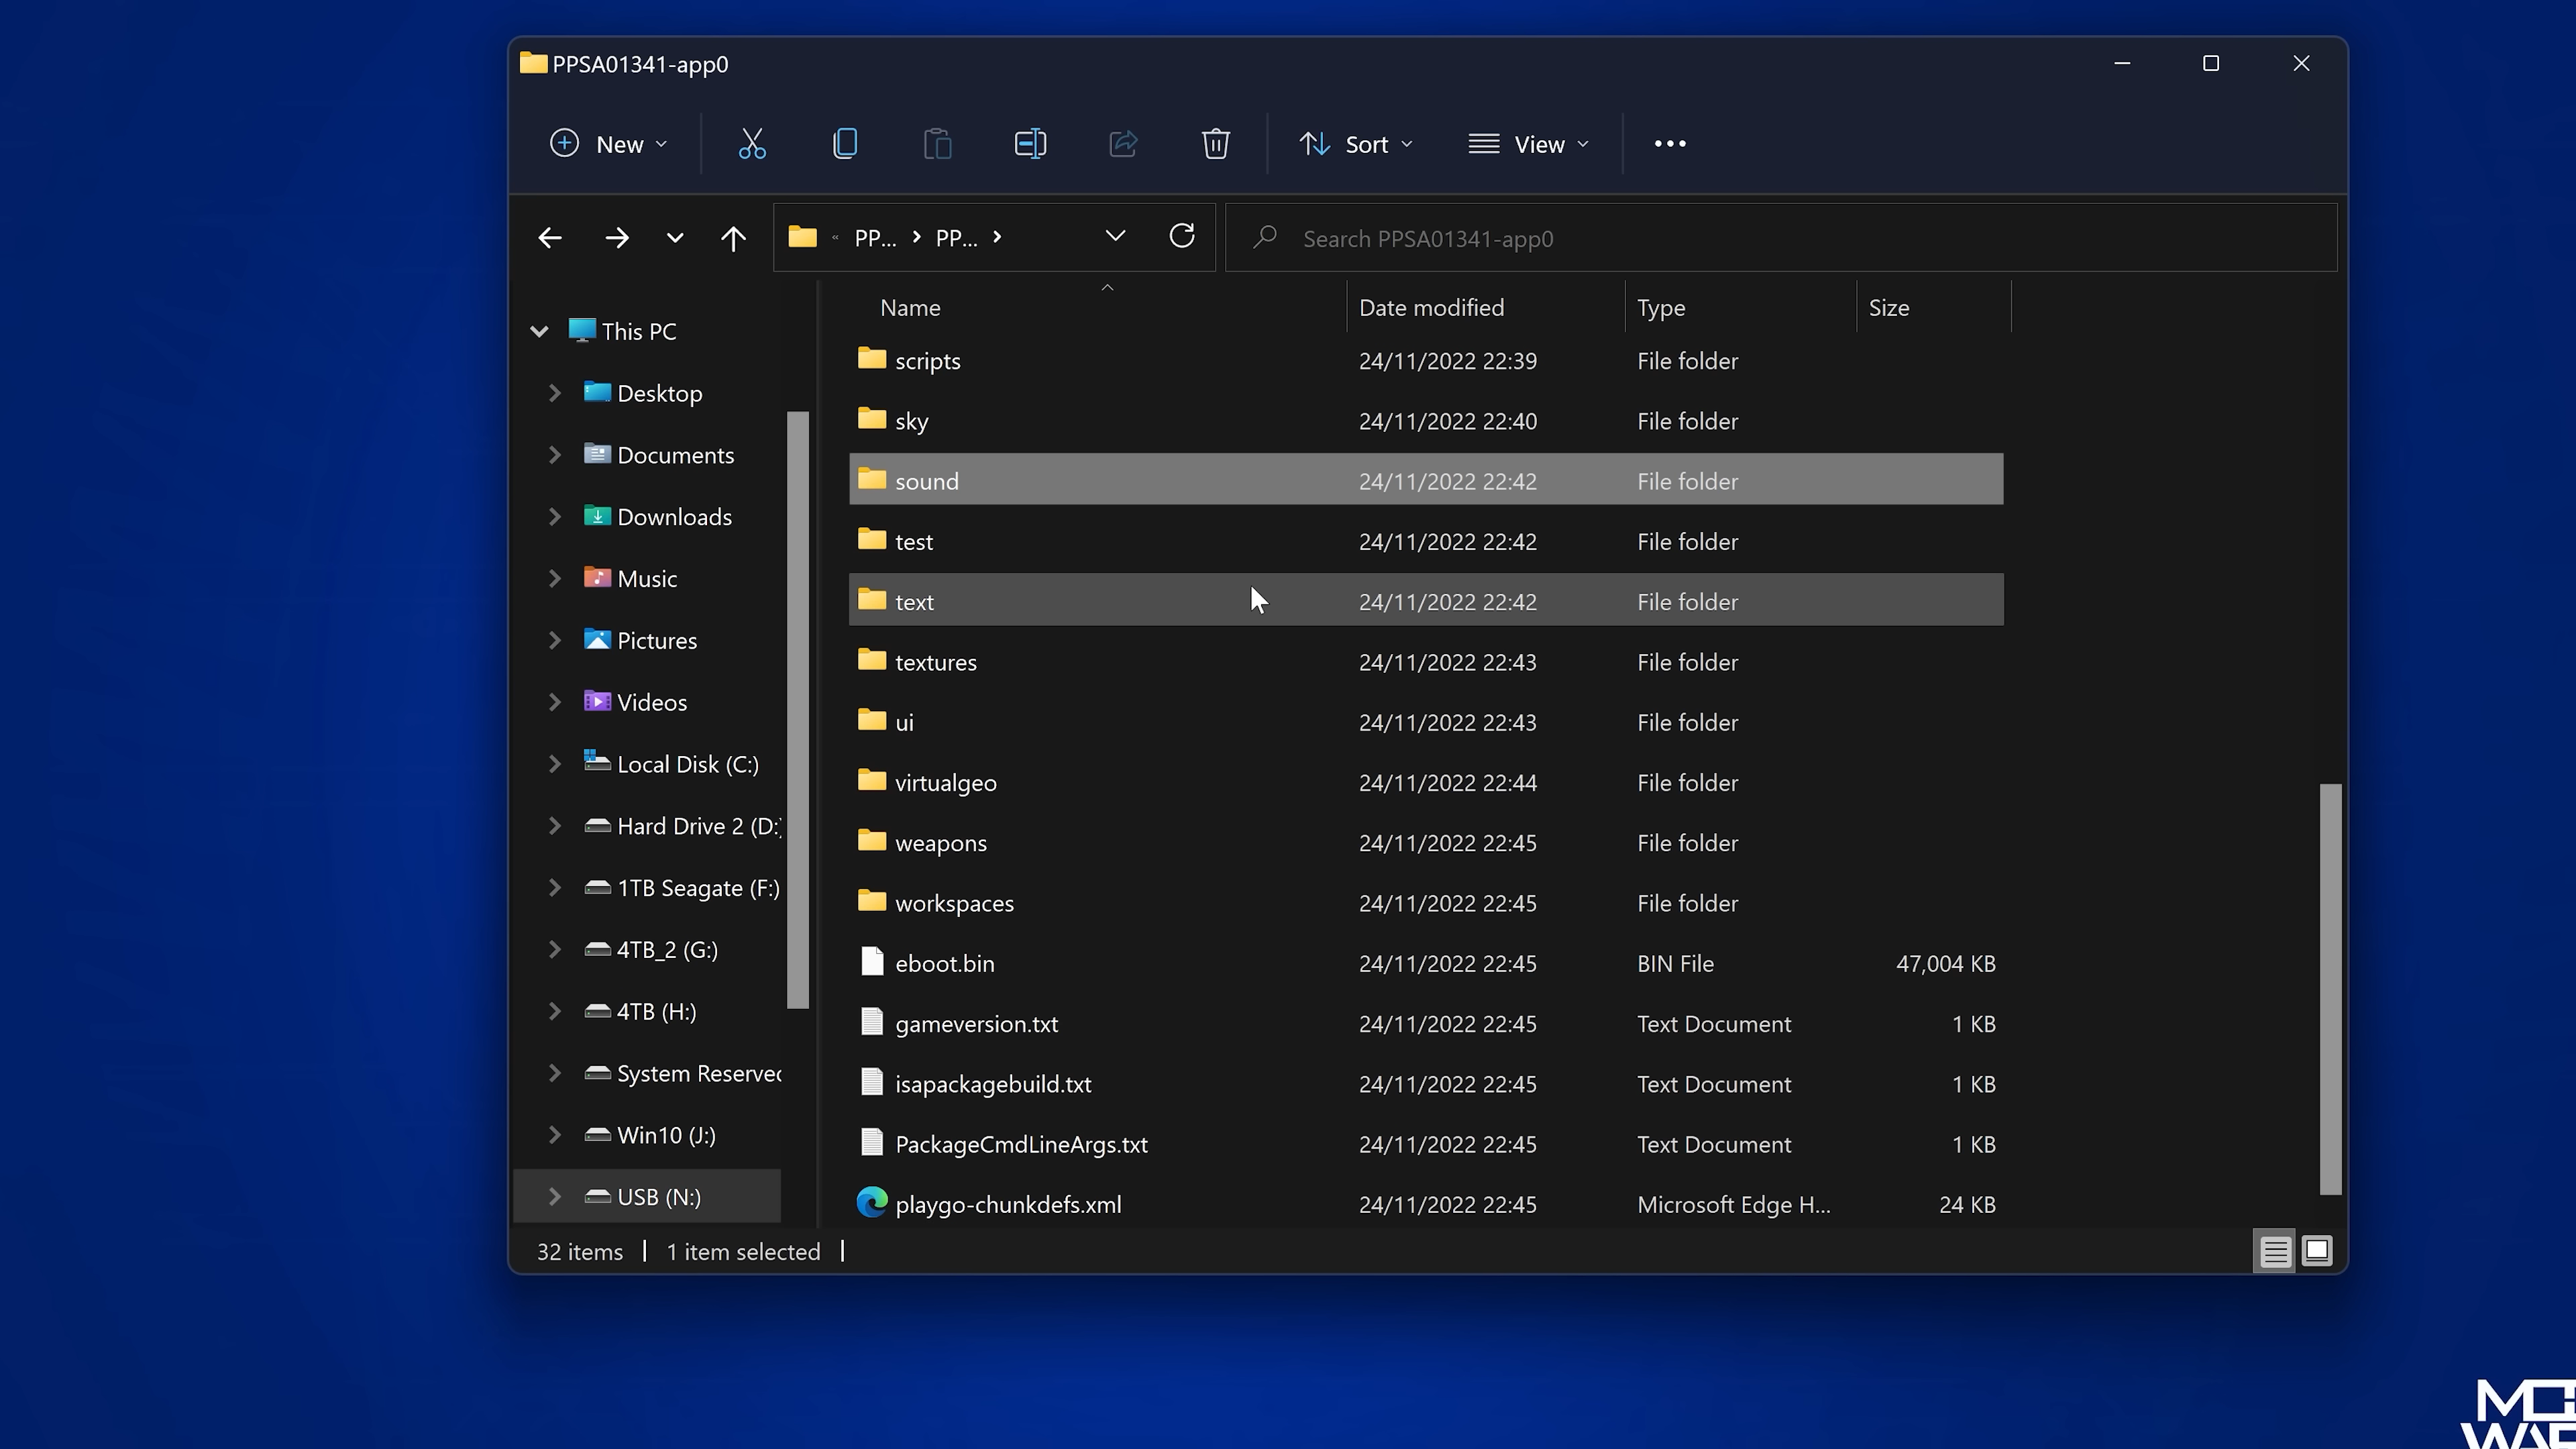 PPSA01341-app0
New
Sort
View
« PP... > PP... >
Search PPSA01341-app0
This PC
Desktop
Documents
Downloads
Music
Pictures
Videos
Local Disk (C:)
Hard Drive 2 (D:)
1TB Seagate (F:)
4TB_2 (G:)
4TB (H:)
System
Win10 (J:)
USB (N:)
Name Date modified Type Size
scripts 24/11/2022 22:39 File folder
sky 24/11/2022 22:40 File folder
sound 24/11/2022 22:42 File folder
test 24/11/2022 22:42 File folder
text 24/11/2022 22:42 File folder
textures 24/11/2022 22:43 File folder
ui 24/11/2022 22:43 File folder
virtualgeo 24/11/2022 22:44 File folder
weapons 24/11/2022 22:45 File folder
workspaces 24/11/2022 22:45 File folder
eboot.bin 24/11/2022 22:45 BIN File 47,004 KB
gameversion.txt 24/11/2022 22:45 Text Document 1 KB
isapackagebuild.txt 24/11/2022 22:45 Text Document 1 KB
PackageCmdLineArgs.txt 24/11/2022 22:45 Text Document 1 KB
playgo-chunkdefs.xml 24/11/2022 22:45 Microsoft Edge H... 24 KB
32 items | 1 item selected |